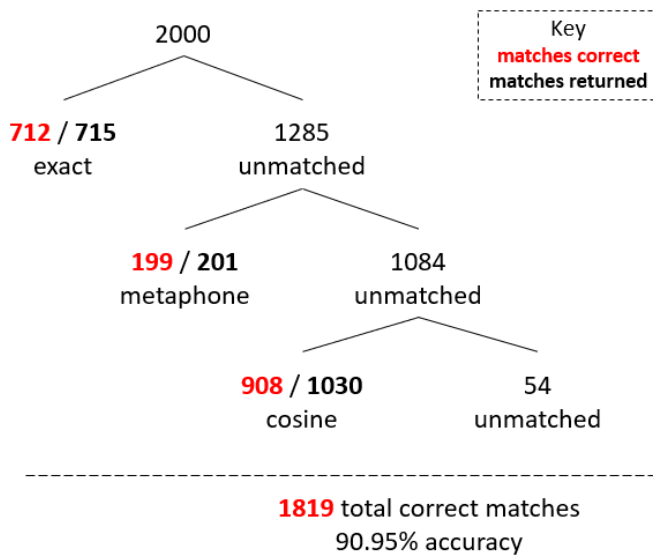 2000
Key
matches correct
matches returned
712 / 715
exact
1285
unmatched
199 / 201
metaphone
1084
unmatched
908 / 1030
cosine
54
unmatched
1819 total correct matches
90.95% accuracy